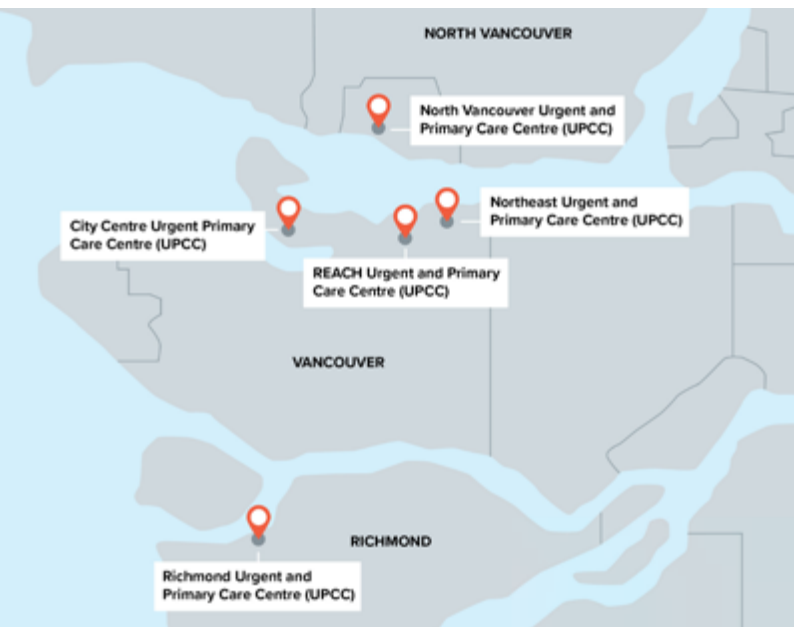 NORTH VANCOUVER
North Vancouver Urgent and
Primary Care Centre (UPCC)
Northeast Urgent and
Primary Care Centre (UPCC)
City Centre Urgent Primary
Care Centre (UPCC)
REACH Urgent and Primary
Care Centre (UPCC)
VANCOUVER
RICHMOND
Richmond Urgent and
Primary Care Centre (UPCC)